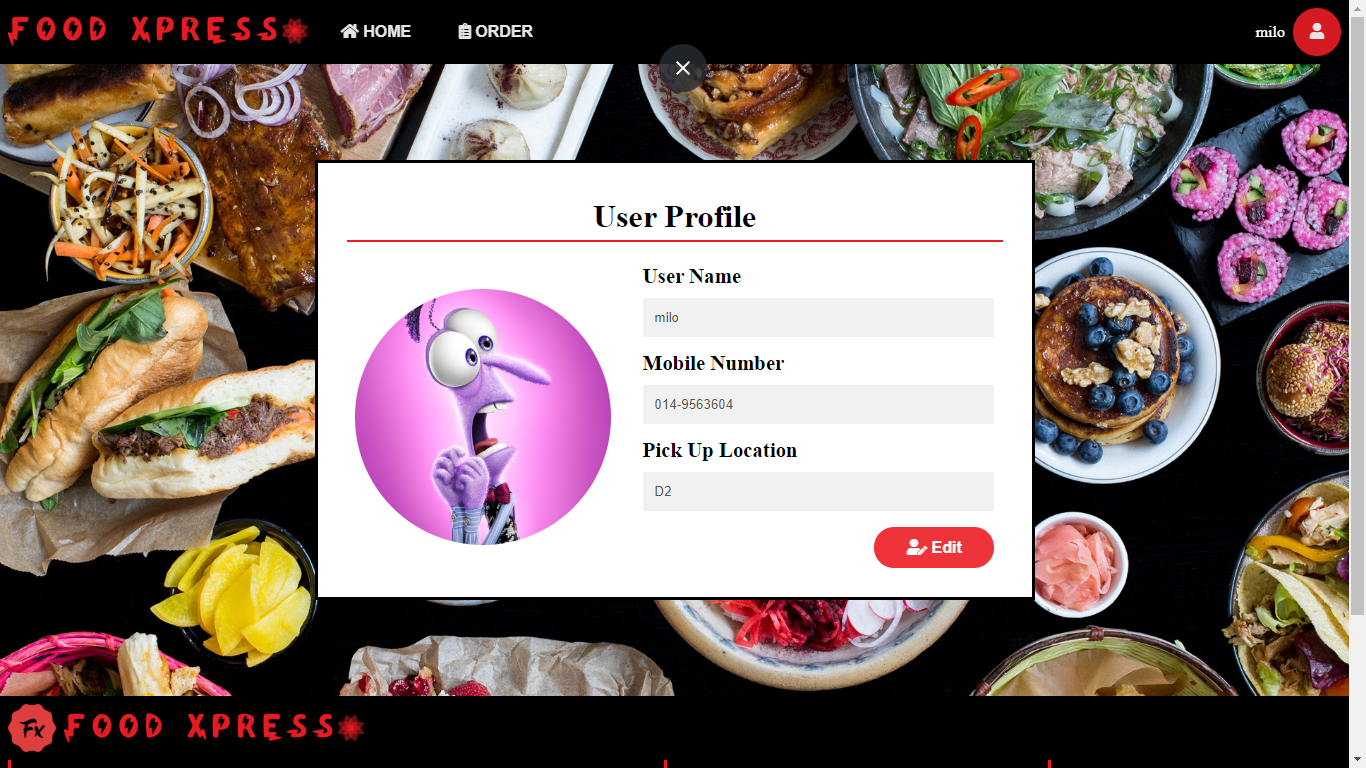 FOOD XPRESS
HOME
ORDER
milo
User Profile
User Name
milo
Mobile Number
014-9563604
Pick Up Location
D2
Edit
Fx
FOOD XPRESS